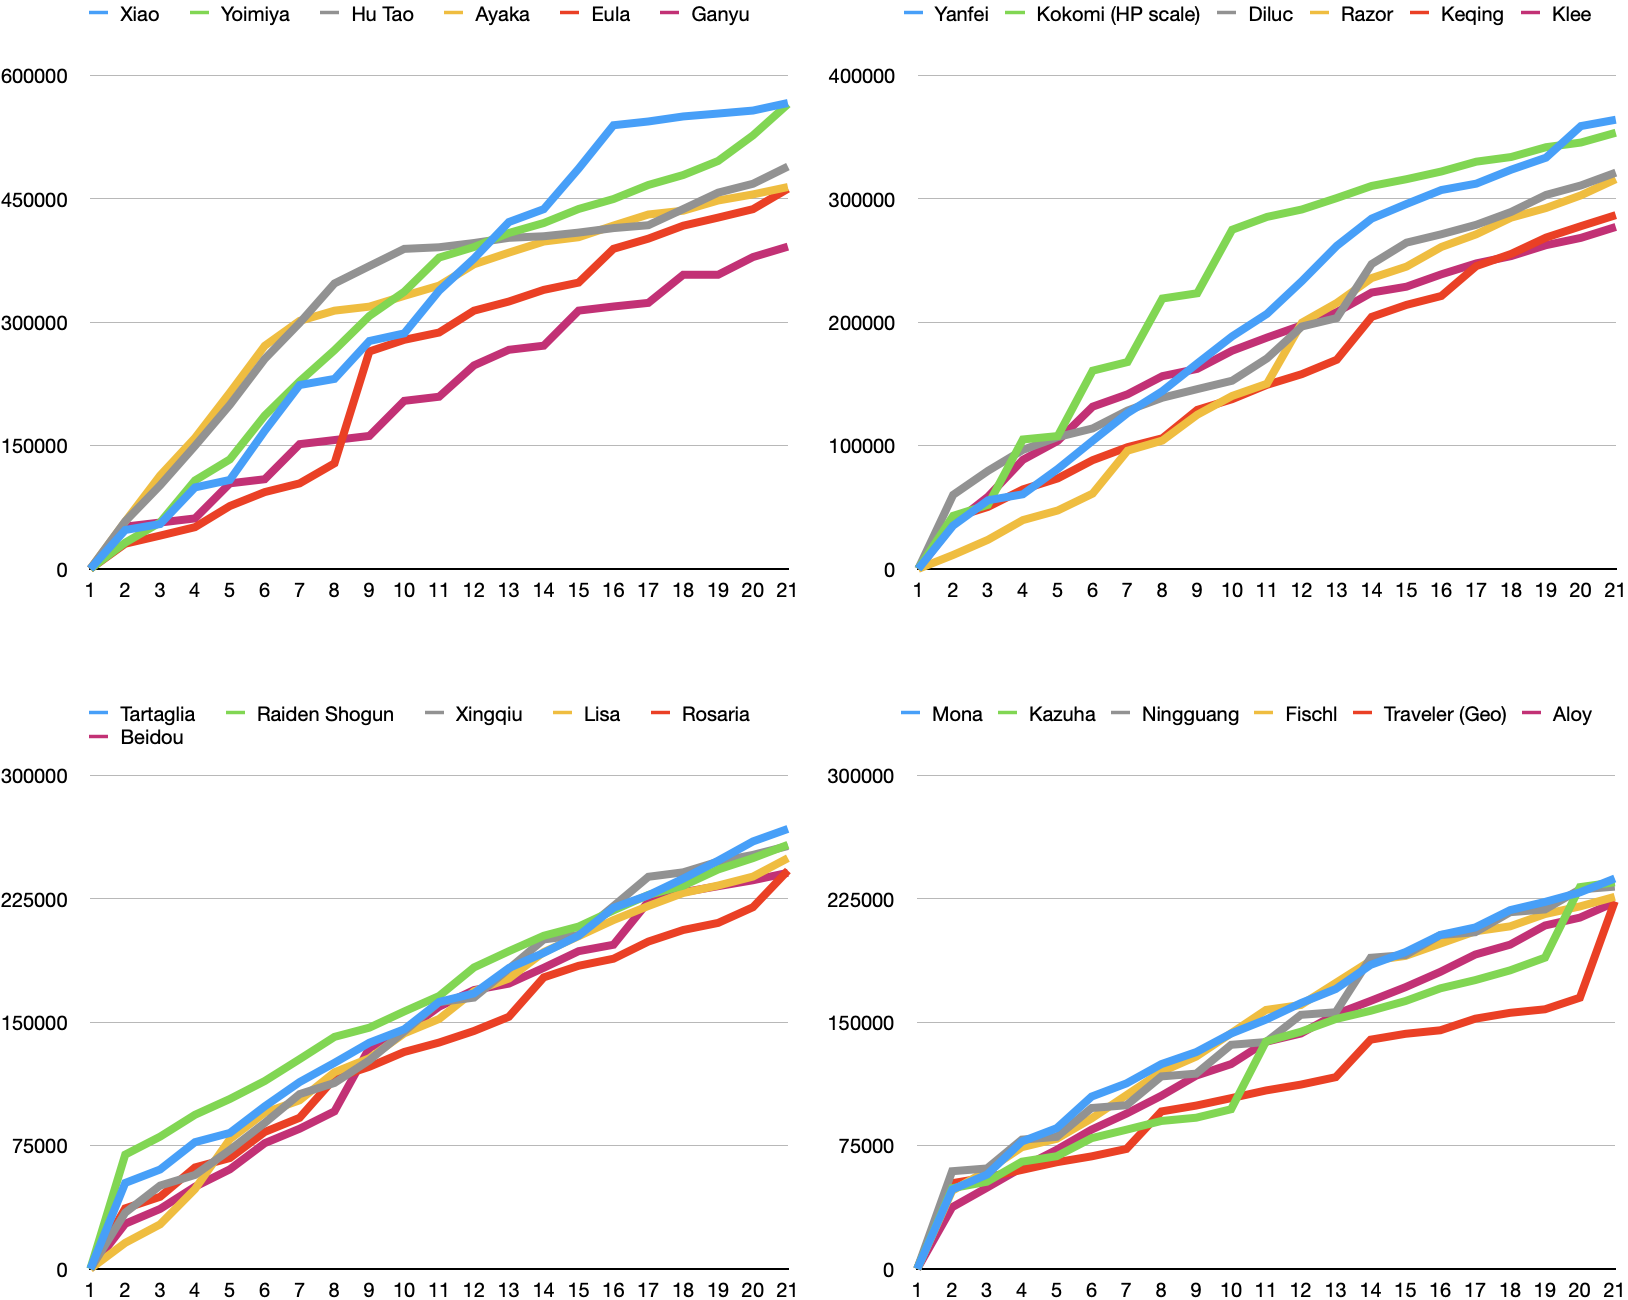 Xiao Yoimiya Hu Tao Ayaka Eula Ganyu
600000
450000
300000
150000
0
1 2 3 4 5 6 7 8 9 10 11 12 13 14 15 16 17 18 19 20 21
Yanfei Kokomi (HP scale) Diluc Razor Keqing Klee
400000
300000
200000
100000
0
1 2 3 4 5 6 7 8 9 10 11 12 13 14 15 16 17 18 19 20 21
Tartaglia Raiden Shogun Xingqiu Lisa Rosaria
Beidou
300000
225000
150000
75000
0
1 2 3 4 5 6 7 8 9 10 11 12 13 14 15 16 17 18 19 20 21
Mona Kazuha Ningguang Fischl Traveler (Geo) Aloy
300000
225000
150000
75000
0
1 2 3 4 5 6 7 8 9 10 11 12 13 14 15 16 17 18 19 20 21